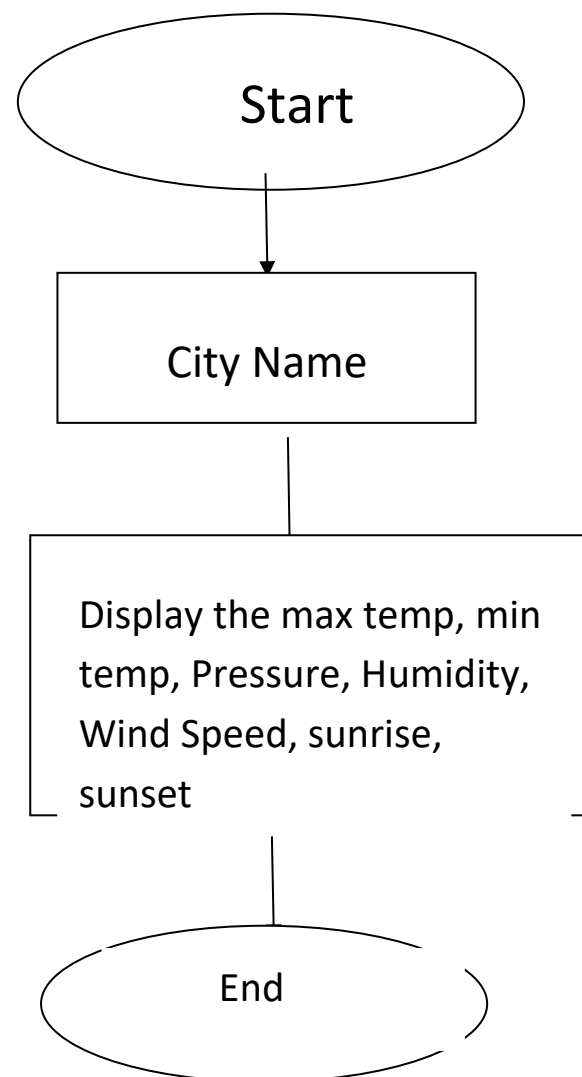 Start
City Name
Display the max temp, min
temp, Pressure, Humidity,
Wind Speed, sunrise,
sunset
End